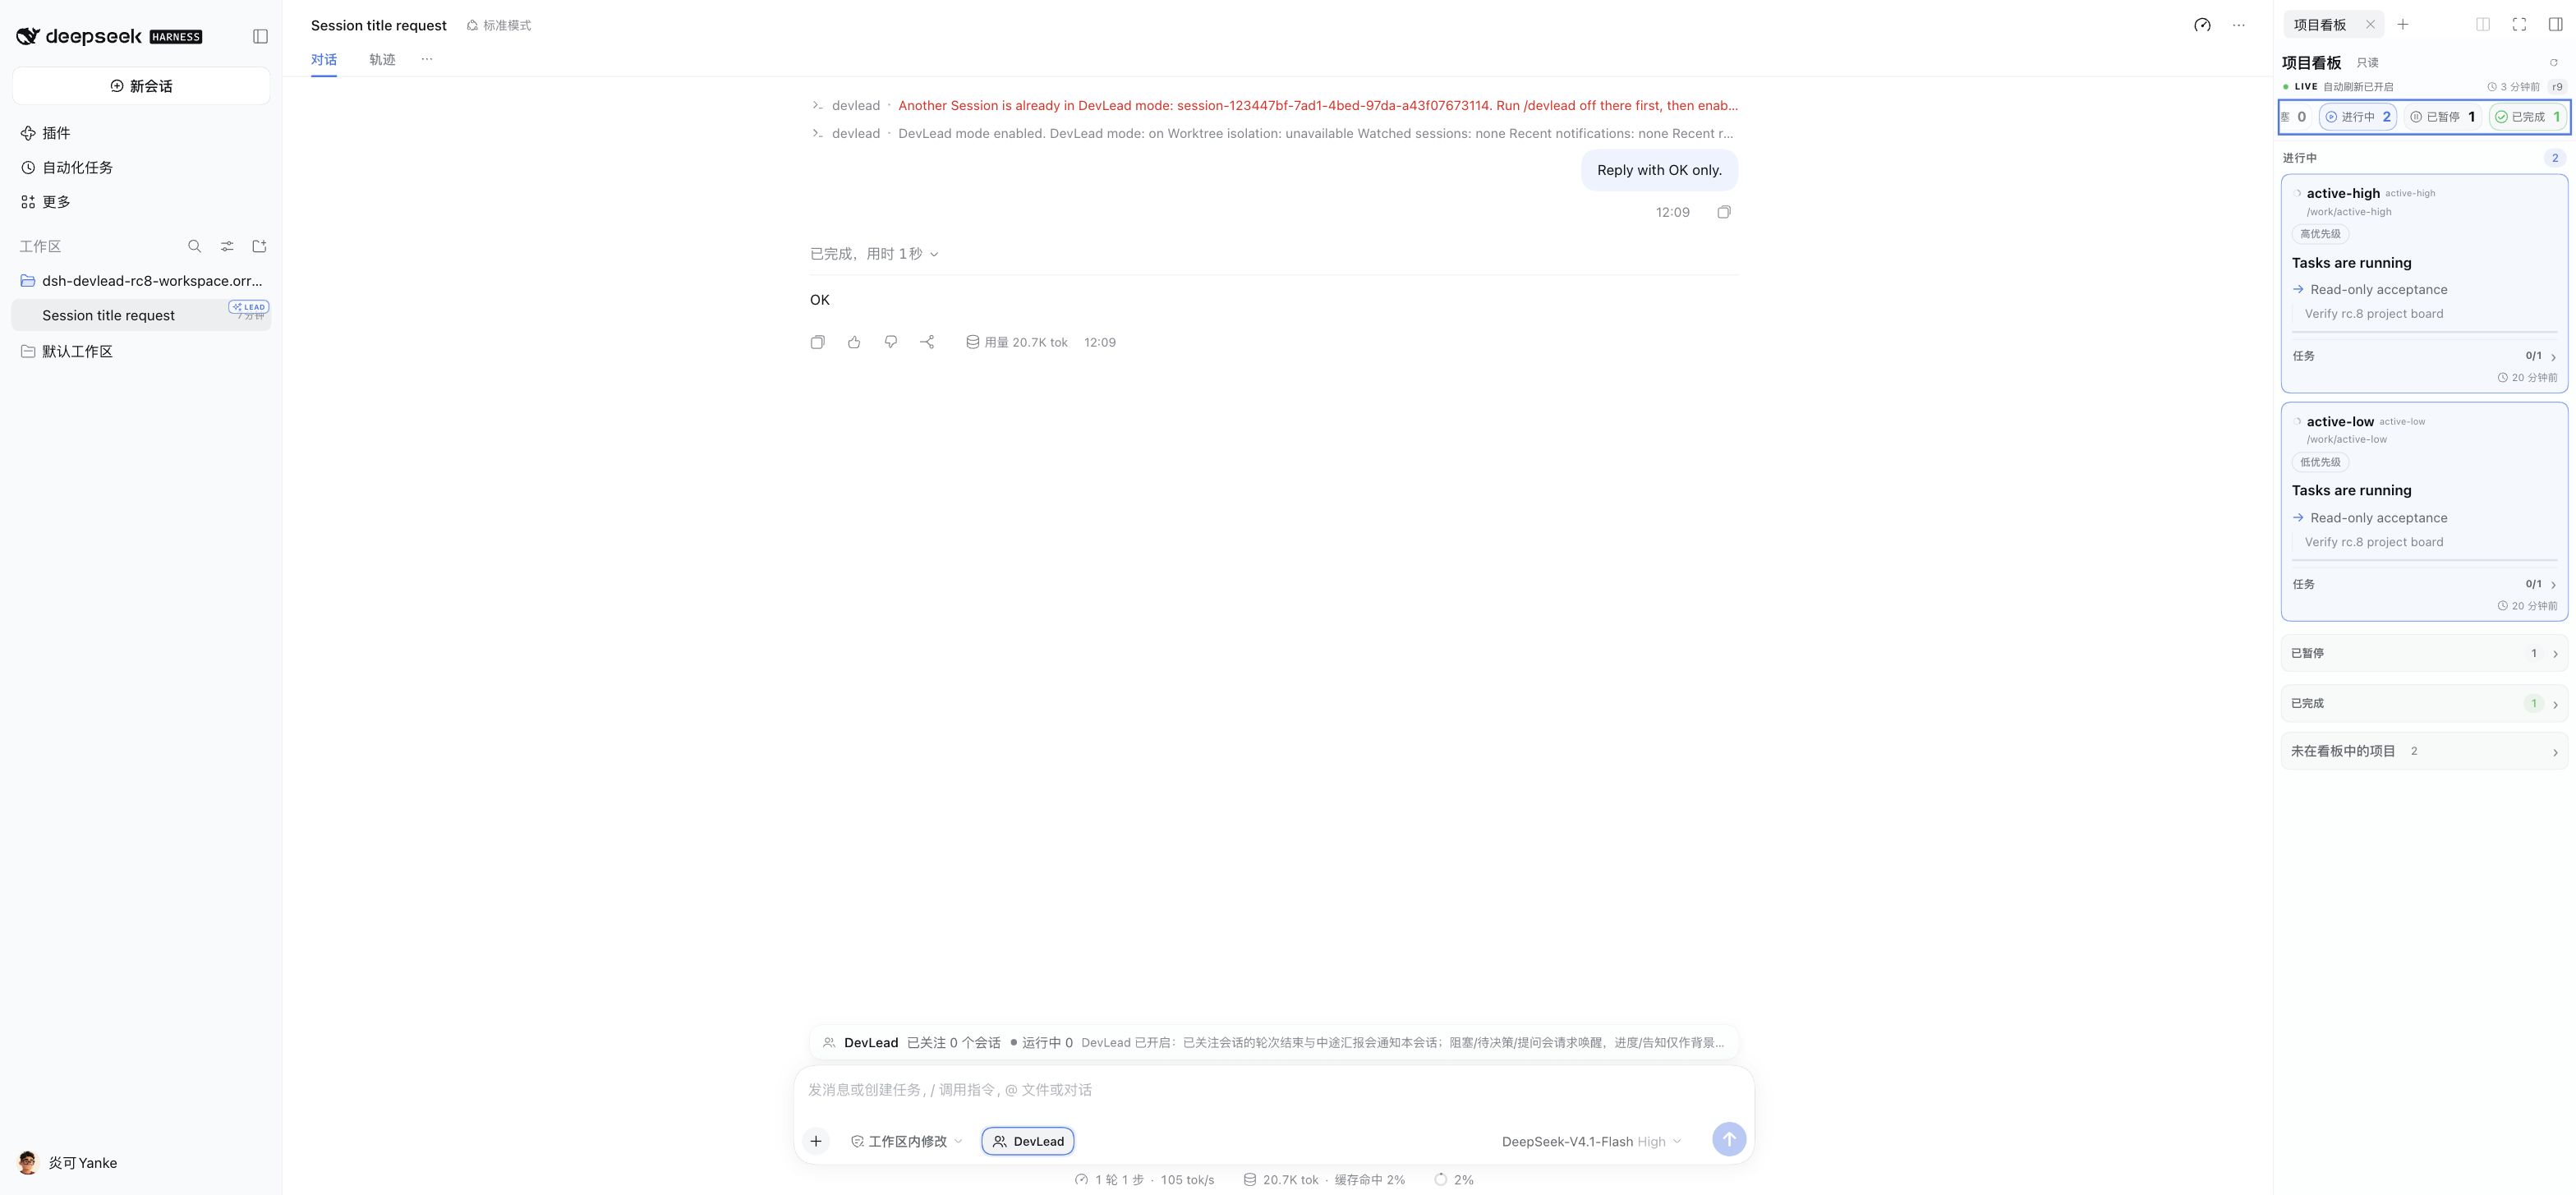 deepseek HARNESS
新会话
插件
自动化任务
更多
工作区
dsh-devlead-rc8-workspace.orr...
Session title request
LEAD
7分钟
默认工作区
炎可Yanke
Session title request 标准模式
对话 轨迹 ···
devlead · Another Session is already in DevLead mode: session-123447bf-7ad1-4bed-97da-a43f07673114. Run /devlead off there first, then enab...
devlead · DevLead mode enabled. DevLead mode: on Worktree isolation: unavailable Watched sessions: none Recent notifications: none Recent r...
Reply with OK only.
12:09
已完成，用时 1秒
OK
用量 20.7K tok 12:09
DevLead 已关注 0 个会话 运行中 0 DevLead 已开启：已关注会话的轮次结束与中途汇报会通知本会话；阻塞/待决策/提问会请求唤醒，进度/告知仅作背景...
发消息或创建任务, / 调用指令, @ 文件或对话
工作区内修改 DevLead DeepSeek-V4.1-Flash High
1 轮 1 步 · 105 tok/s 20.7K tok · 缓存命中 2% 2%
项目看板
项目看板 只读
LIVE 自动刷新已开启 3 分钟前 r9
塞 0 进行中 2 已暂停 1 已完成 1
进行中 2
active-high active-high
/work/active-high
高优先级
Tasks are running
→ Read-only acceptance
Verify rc.8 project board
任务 0/1
20 分钟前
active-low active-low
/work/active-low
低优先级
Tasks are running
→ Read-only acceptance
Verify rc.8 project board
任务 0/1
20 分钟前
已暂停 1
已完成 1
未在看板中的项目 2